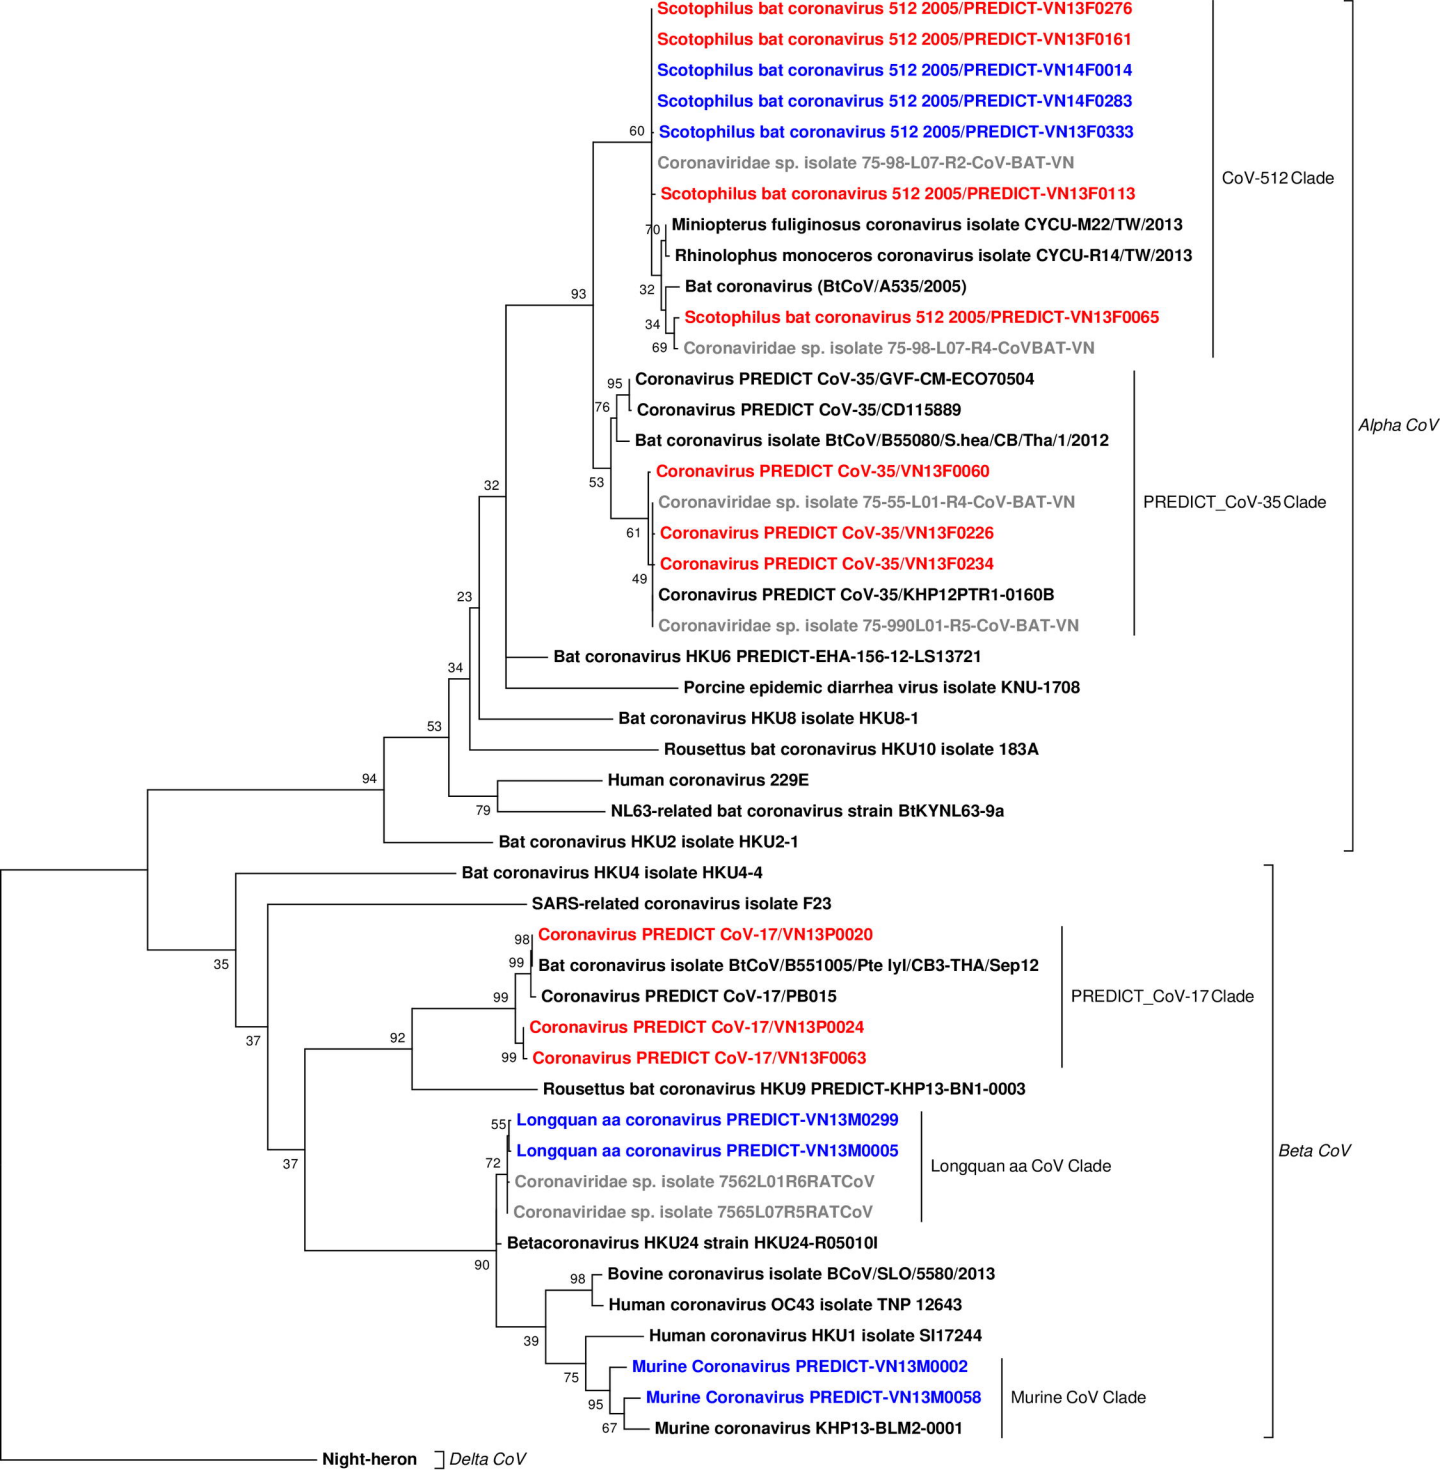 Scotophilus bat coronavirus 512 2005/PREDICT-VN13F0276
Scotophilus bat coronavirus 512 2005/PREDICT-VN13F0161
Scotophilus bat coronavirus 512 2005/PREDICT-VN14F0014
Scotophilus bat coronavirus 512 2005/PREDICT-VN14F0283
60
Scotophilus bat coronavirus 512 2005/PREDICT-VN13F0333
Coronaviridae sp. isolate 75-98-L07-R2-CoV-BAT-VN
CoV-512 Clade
Scotophilus bat coronavirus 512 2005/PREDICT-VN13F0113
70
Miniopterus fuliginosus coronavirus isolate CYCU-M22/TW/2013
Rhinolophus monoceros coronavirus isolate CYCU-R14/TW/2013
93
32
Bat coronavirus (BtCoV/A535/2005)
34
Scotophilus bat coronavirus 512 2005/PREDICT-VN13F0065
69
Coronaviridae sp. isolate 75-98-L07-R4-CoVBAT-VN
95
Coronavirus PREDICT CoV-35/GVF-CM-ECO70504
76
Coronavirus PREDICT CoV-35/CD115889
Alpha CoV
Bat coronavirus isolate BtCoV/B55080/S.hea/CB/Tha/1/2012
Coronavirus PREDICT CoV-35/VN13F0060
32
53
Coronaviridae sp. isolate 75-55-L01-R4-CoV-BAT-VN
PREDICT_CoV-35 Clade
61
Coronavirus PREDICT CoV-35/VN13F0226
Coronavirus PREDICT CoV-35/VN13F0234
49
23
Coronavirus PREDICT CoV-35/KHP12PTR1-0160B
Coronaviridae sp. isolate 75-990L01-R5-CoV-BAT-VN
Bat coronavirus HKU6 PREDICT-EHA-156-12-LS13721
34
Porcine epidemic diarrhea virus isolate KNU-1708
Bat coronavirus HKU8 isolate HKU8-1
53
Rousettus bat coronavirus HKU10 isolate 183A
94
Human coronavirus 229E
79
NL63-related bat coronavirus strain BtKYNL63-9a
Bat coronavirus HKU2 isolate HKU2-1
Bat coronavirus HKU4 isolate HKU4-4
SARS-related coronavirus isolate F23
98
Coronavirus PREDICT CoV-17/VN13P0020
35
99
Bat coronavirus isolate BtCoV/B551005/Pte lyl/CB3-THA/Sep12
99
Coronavirus PREDICT CoV-17/PB015
PREDICT_CoV-17 Clade
Coronavirus PREDICT CoV-17/VN13P0024
37
92
99
Coronavirus PREDICT CoV-17/VN13F0063
Rousettus bat coronavirus HKU9 PREDICT-KHP13-BN1-0003
55
Longquan aa coronavirus PREDICT-VN13M0299
Longquan aa coronavirus PREDICT-VN13M0005
Beta CoV
37
72
Longquan aa CoV Clade
Coronaviridae sp. isolate 7562L01R6RATCoV
Coronaviridae sp. isolate 7565L07R5RATCoV
Betacoronavirus HKU24 strain HKU24-R05010I
90
98
Bovine coronavirus isolate BCoV/SLO/5580/2013
Human coronavirus OC43 isolate TNP 12643
39
Human coronavirus HKU1 isolate SI17244
75
Murine Coronavirus PREDICT-VN13M0002
95
Murine Coronavirus PREDICT-VN13M0058
Murine CoV Clade
67
Murine coronavirus KHP13-BLM2-0001
Night-heron
Delta CoV